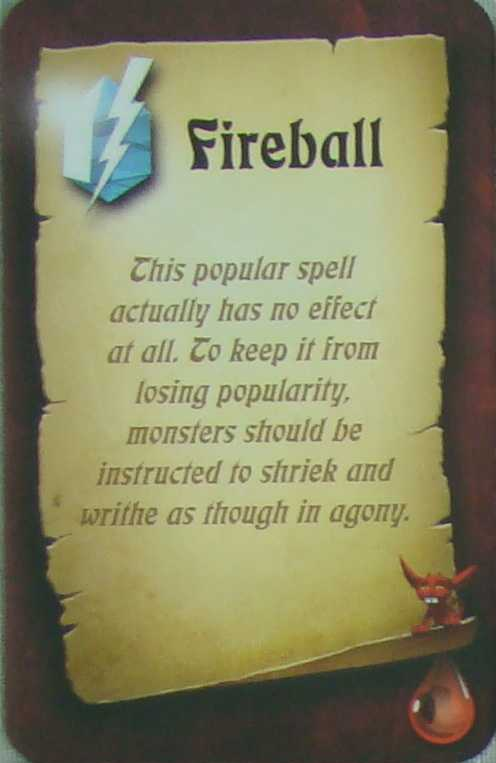 1
Fireball
This popular spell
actually has no effect
at all. To keep it from
losing popularity,
monsters should be
instructed to shriek and
writhe as though in agony.